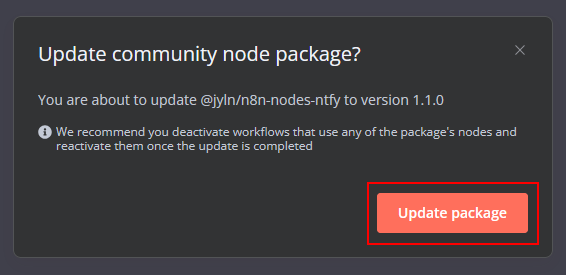 Update community node package?
You are about to update @jyln/n8n-nodes-ntfy to version 1.1.0
We recommend you deactivate workflows that use any of the package's nodes and
reactivate them once the update is completed
Update package